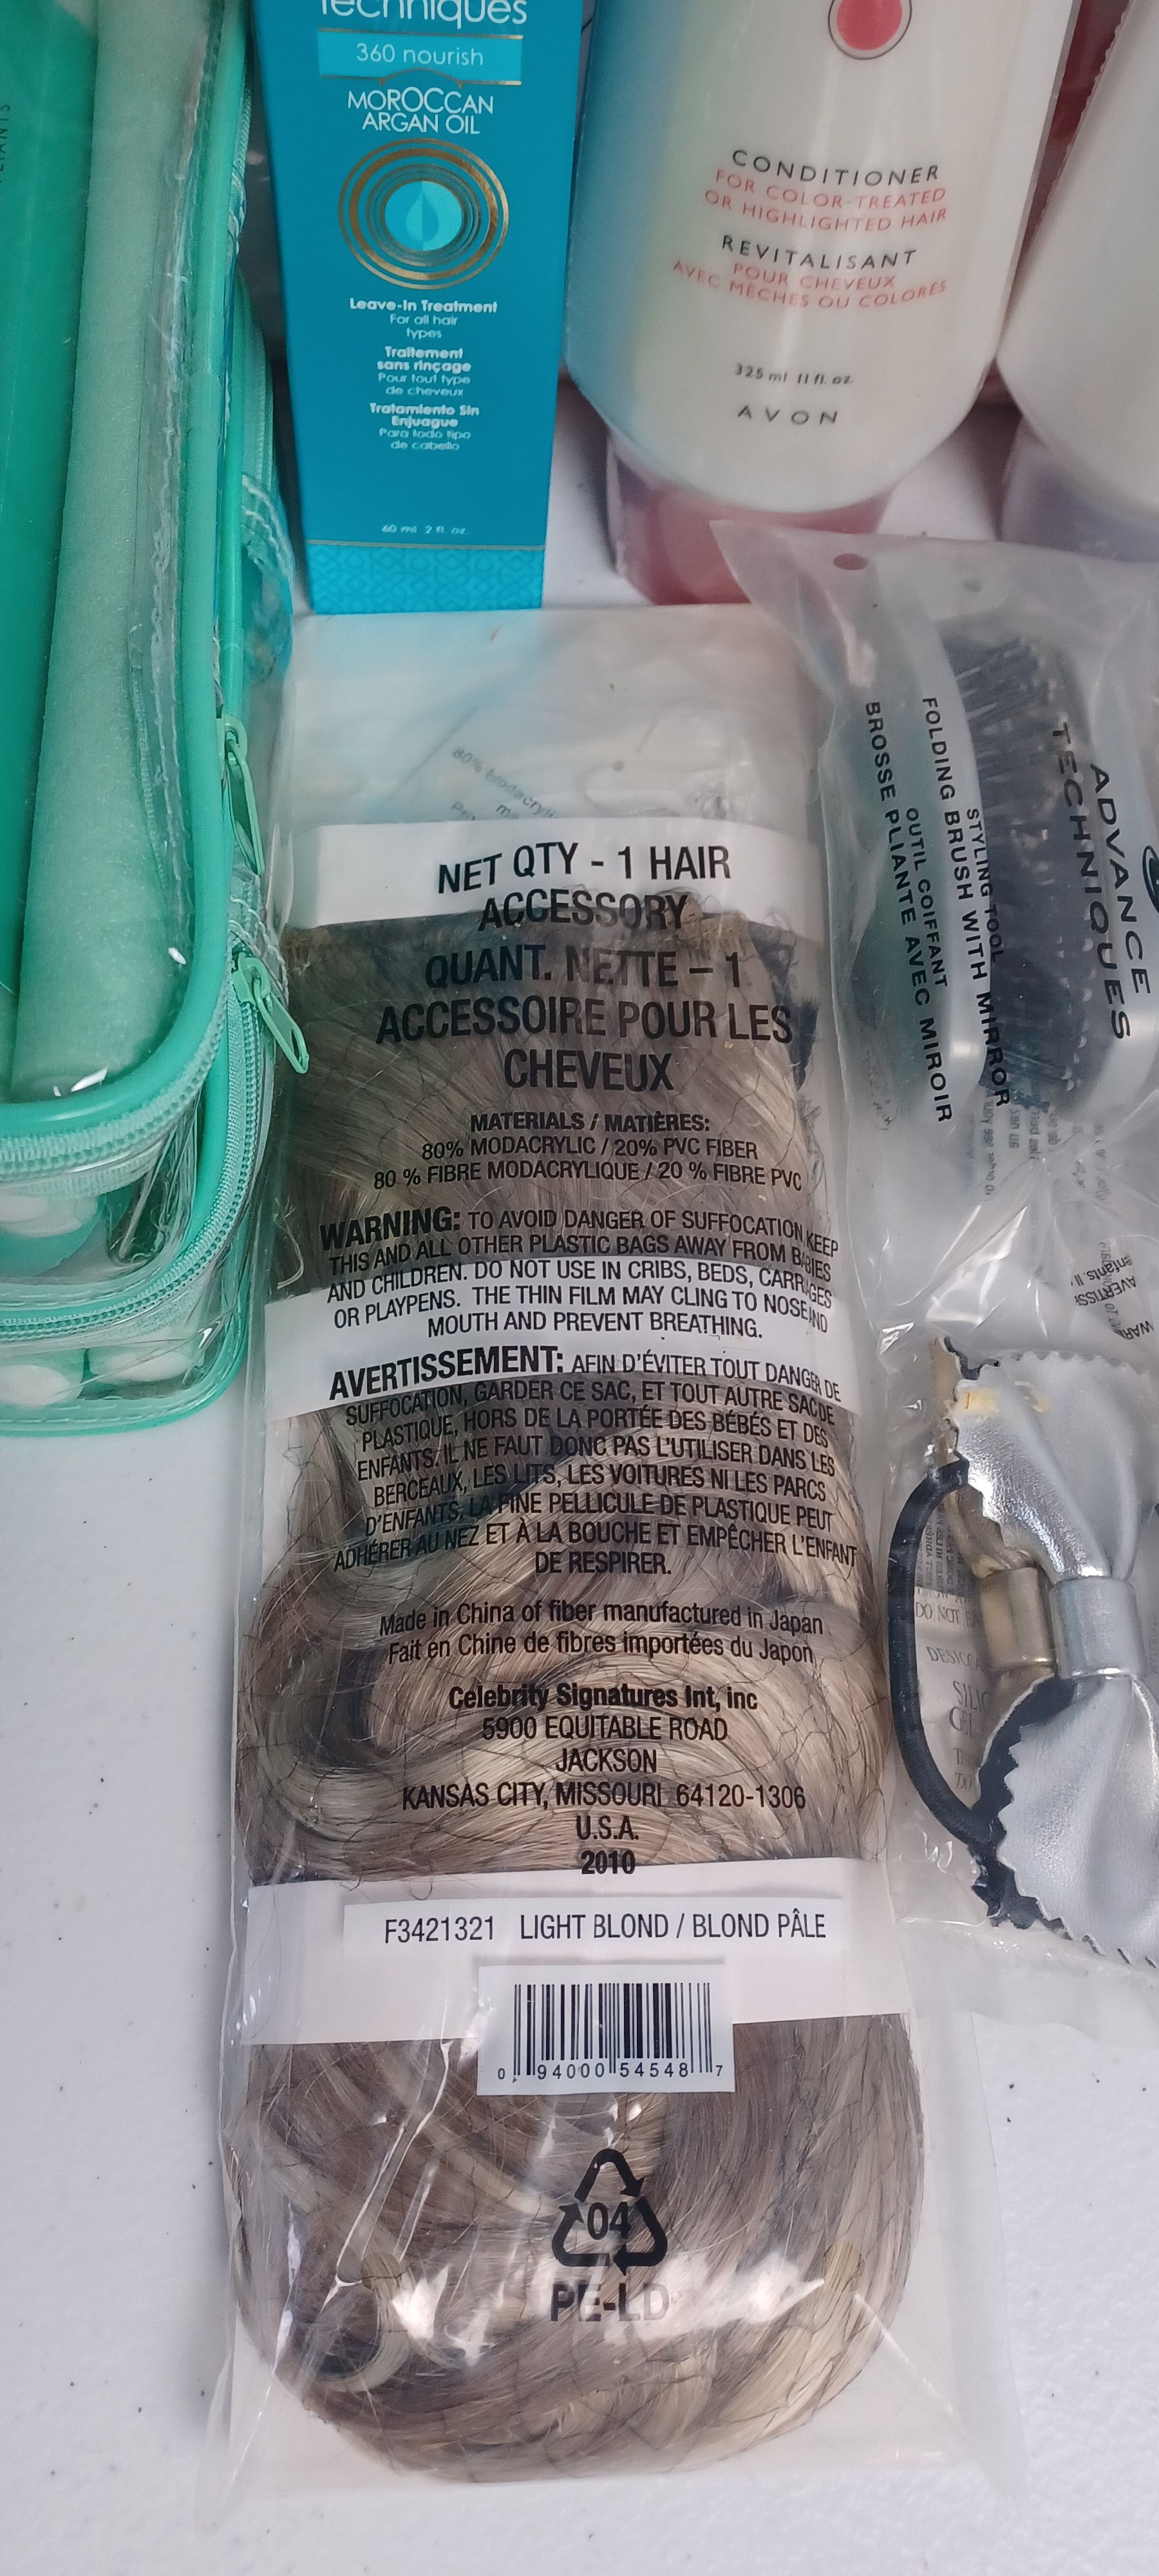 Techniques
360 nourish
MOROCCAN
ARGAN OIL
Leave-In Treatment
For all hair
types
Traitement
sans rinçage
Pour tout type
de cheveux
Tratamiento Sin
Enjuague
Para todo tipo
de cabello
60 ml 2 fl. oz.
CONDITIONER
FOR COLOR-TREATED
OR HIGHLIGHTED HAIR
REVITALISANT
POUR CHEVEUX
AVEC MÈCHES OU COLORÉS
325 ml 11 fl. oz.
AVON
ADVANCE
TECHNIQUES
STYLING TOOL
FOLDING BRUSH WITH MIRROR
OUTIL COIFFANT
BROSSE PLIANTE AVEC MIROIR
80% Modacryl
NET QTY - 1 HAIR
ACCESSORY
QUANT. NETTE – 1
ACCESSOIRE POUR LES
CHEVEUX
MATERIALS / MATIÈRES:
80% MODACRYLIC / 20% PVC FIBER
80 % FIBRE MODACRYLIQUE / 20 % FIBRE PVC
WARNING: TO AVOID DANGER OF SUFFOCATION, KEEP
THIS AND ALL OTHER PLASTIC BAGS AWAY FROM BABIES
AND CHILDREN. DO NOT USE IN CRIBS, BEDS, CARRIAGES
OR PLAYPENS. THE THIN FILM MAY CLING TO NOSE AND
MOUTH AND PREVENT BREATHING.
AVERTISSEMENT: AFIN D'ÉVITER TOUT DANGER DE
SUFFOCATION, GARDER CE SAC, ET TOUT AUTRE SAC DE
PLASTIQUE, HORS DE LA PORTÉE DES BÉBÉS ET DES
ENFANTS. IL NE FAUT DONC PAS L'UTILISER DANS LES
BERCEAUX, LES LITS, LES VOITURES NI LES PARCS
D'ENFANTS. LA FINE PELLICULE DE PLASTIQUE PEUT
ADHÉRER AU NEZ ET À LA BOUCHE ET EMPÊCHER L'ENFANT
DE RESPIRER.
Made in China of fiber manufactured in Japan
Fait en Chine de fibres importées du Japon
Celebrity Signatures Int, inc
5900 EQUITABLE ROAD
JACKSON
KANSAS CITY, MISSOURI 64120-1306
U.S.A.
2010
F3421321 LIGHT BLOND / BLOND PÂLE
0 94000 54548 7
04
PE-LD
DO NOT